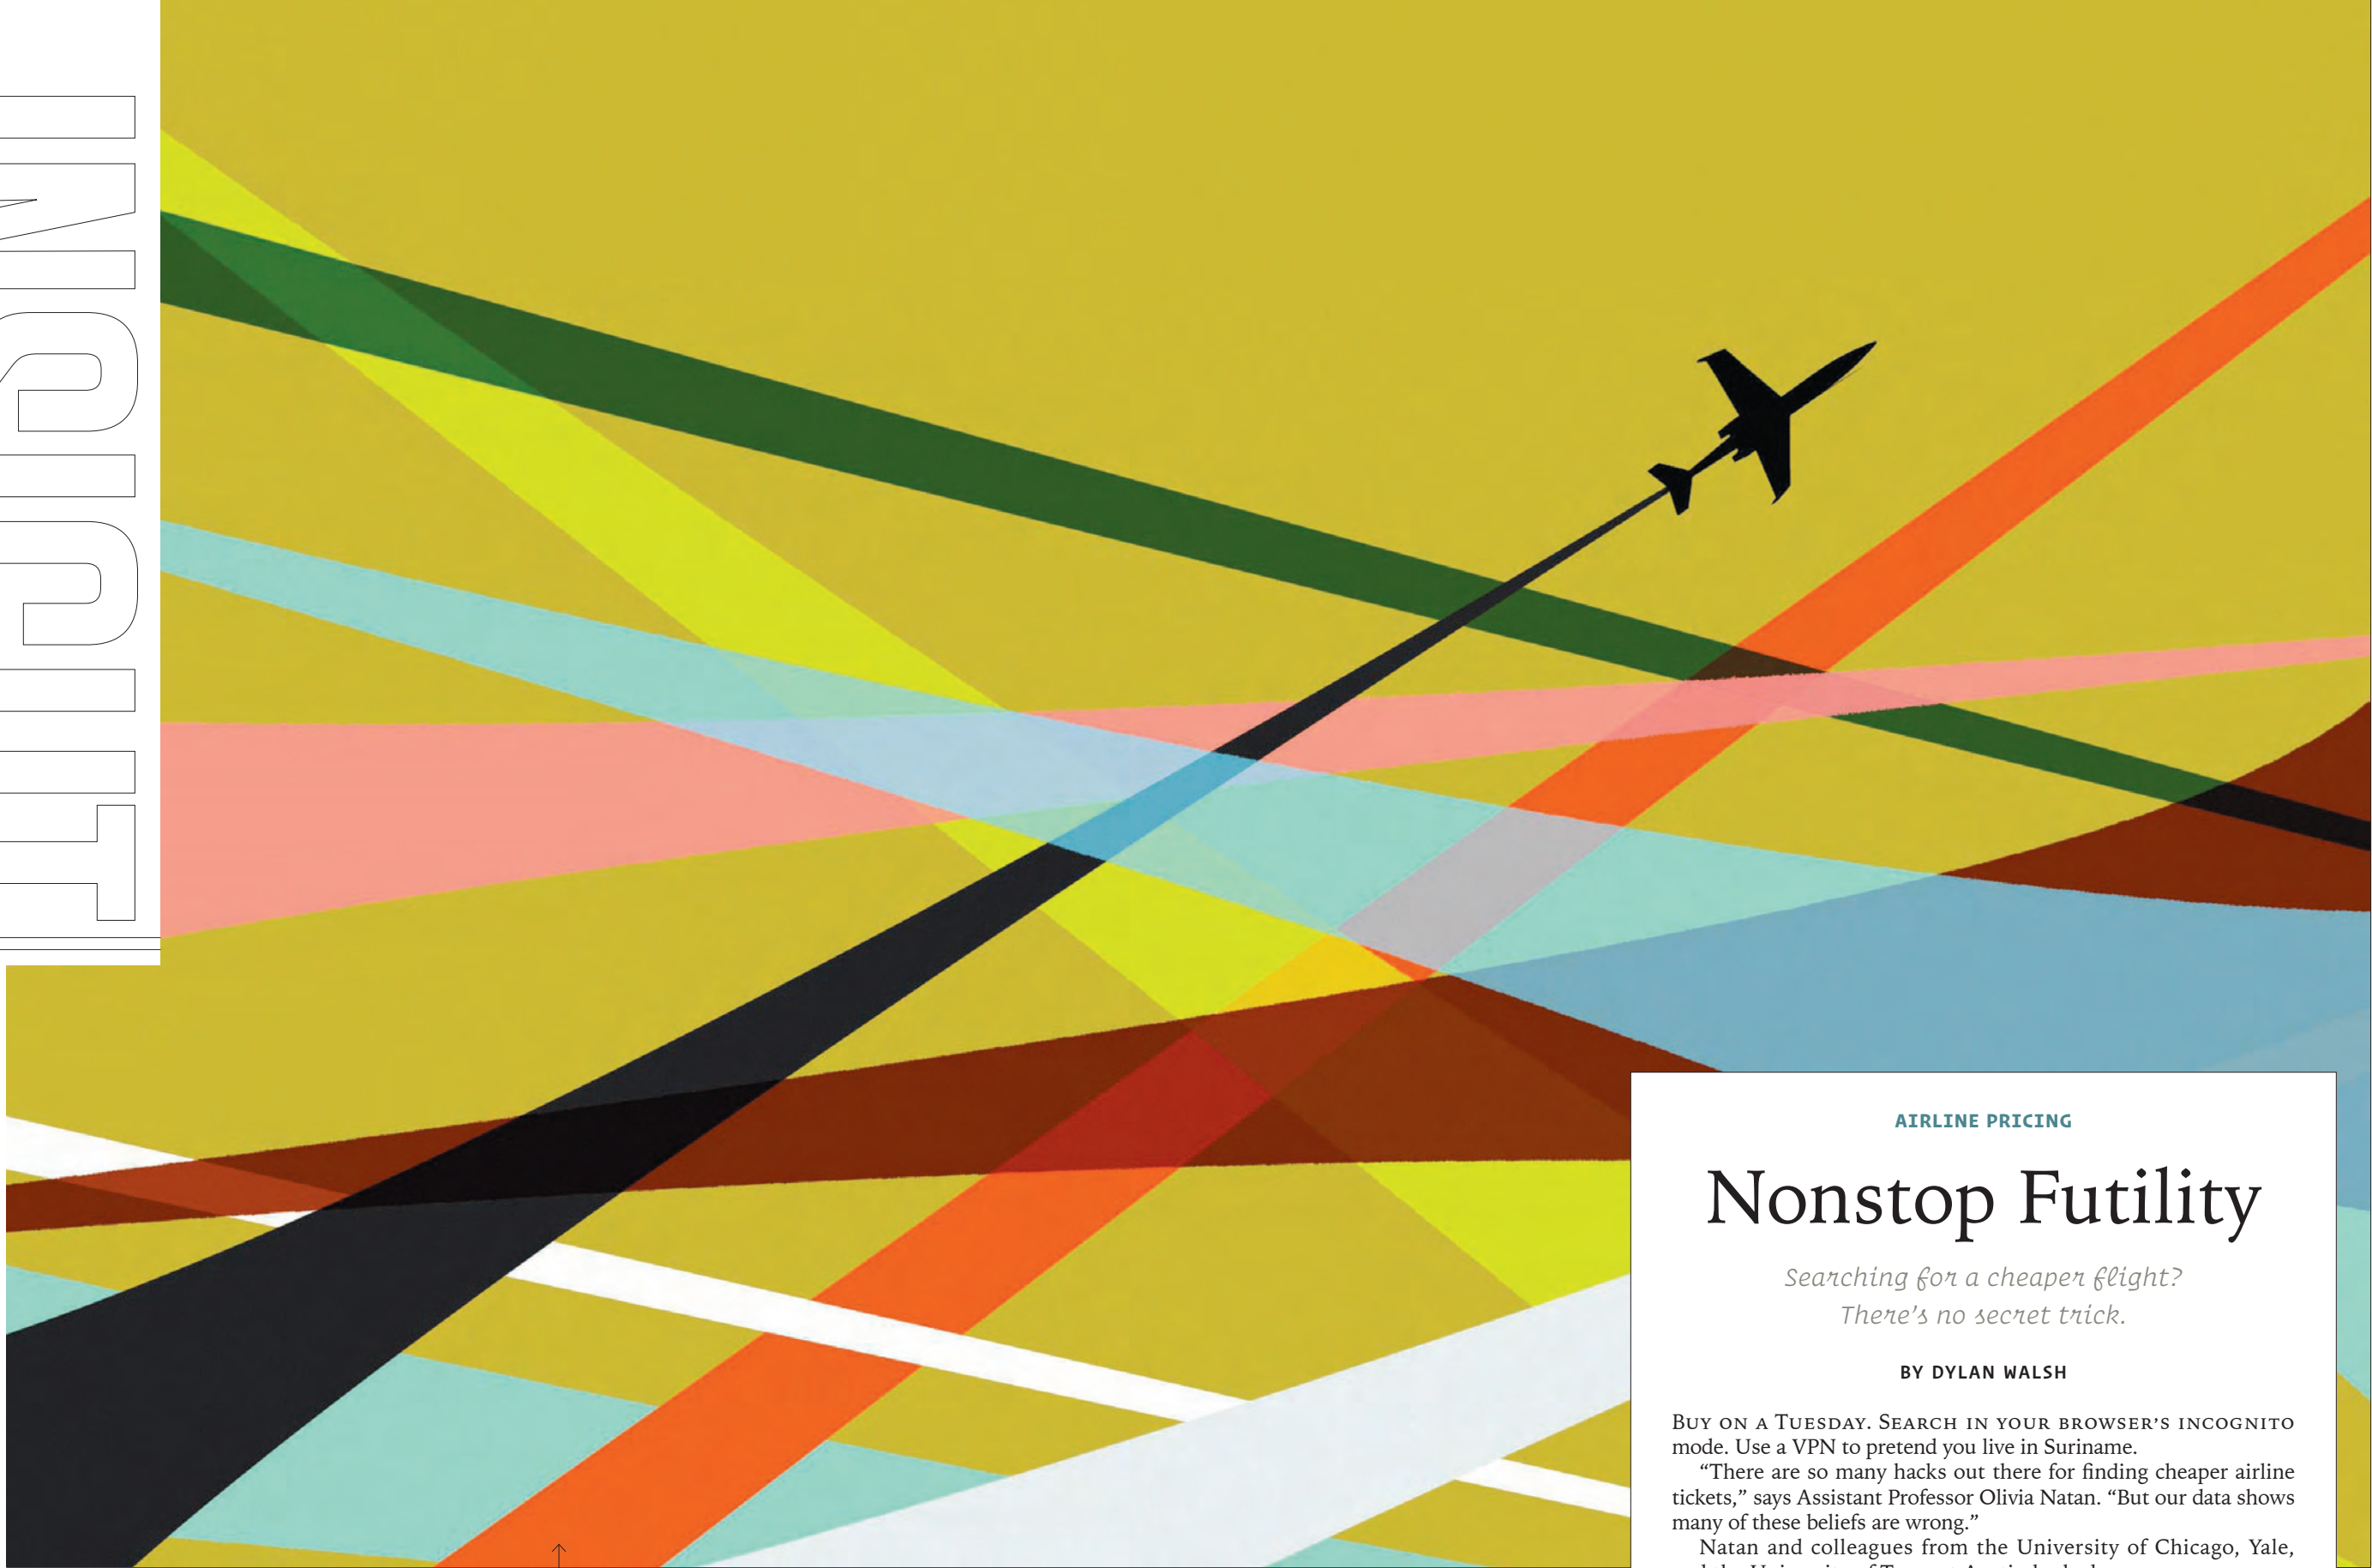 INSIGHT
AIRLINE PRICING
Nonstop Futility
Searching for a cheaper flight?
There’s no secret trick.
BY DYLAN WALSH
BUY ON A TUESDAY. SEARCH IN YOUR BROWSER’S INCOGNITO
mode. Use a VPN to pretend you live in Suriname.
“There are so many hacks out there for finding cheaper airline
tickets,” says Assistant Professor Olivia Natan. “But our data shows
many of these beliefs are wrong.”
Natan and colleagues from the University of Chicago, Yale,